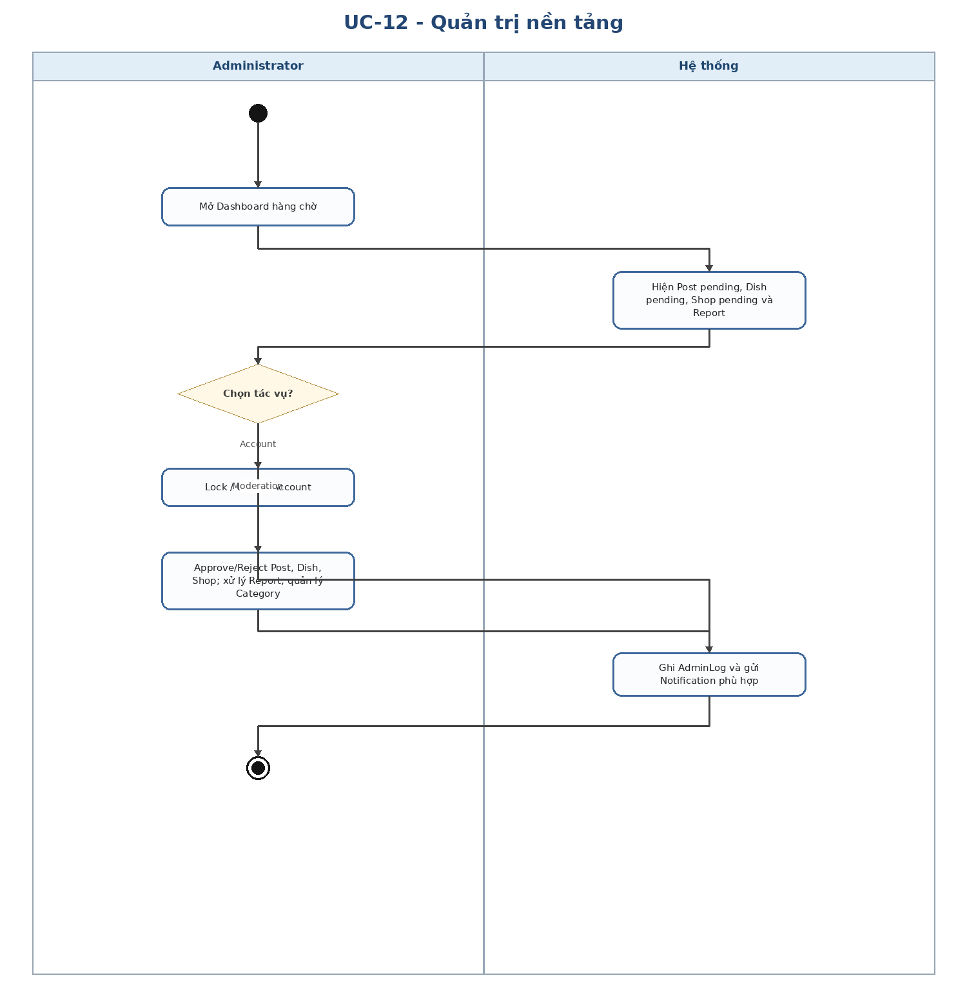 UC-12 - Quản trị nền tảng
Administrator
Hệ thống
Mở Dashboard hàng chờ
Hiện Post pending, Dish
pending, Shop pending và
Report
Chọn tác vụ?
Account
Lock /
Moderation
Approve/Reject Post, Dish,
Shop; xử lý Report, quản lý
Category
Ghi AdminLog và gửi
Notification phù hợp